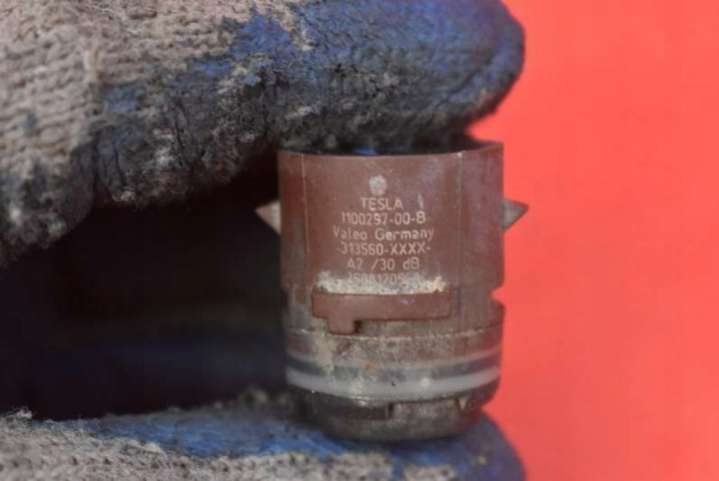 TESLA
1100297-00-B
Valeo Germany
-313560-XXXX-
A2 /30 dB